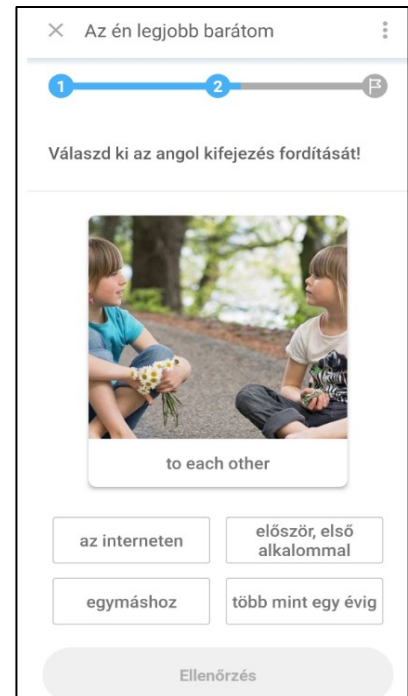 Az én legjobb barátom
1
2
Válaszd ki az angol kifejezés fordítását!
to each other
az interneten
először, első
alkalommal
egymáshoz
több mint egy évig
Ellenőrzés